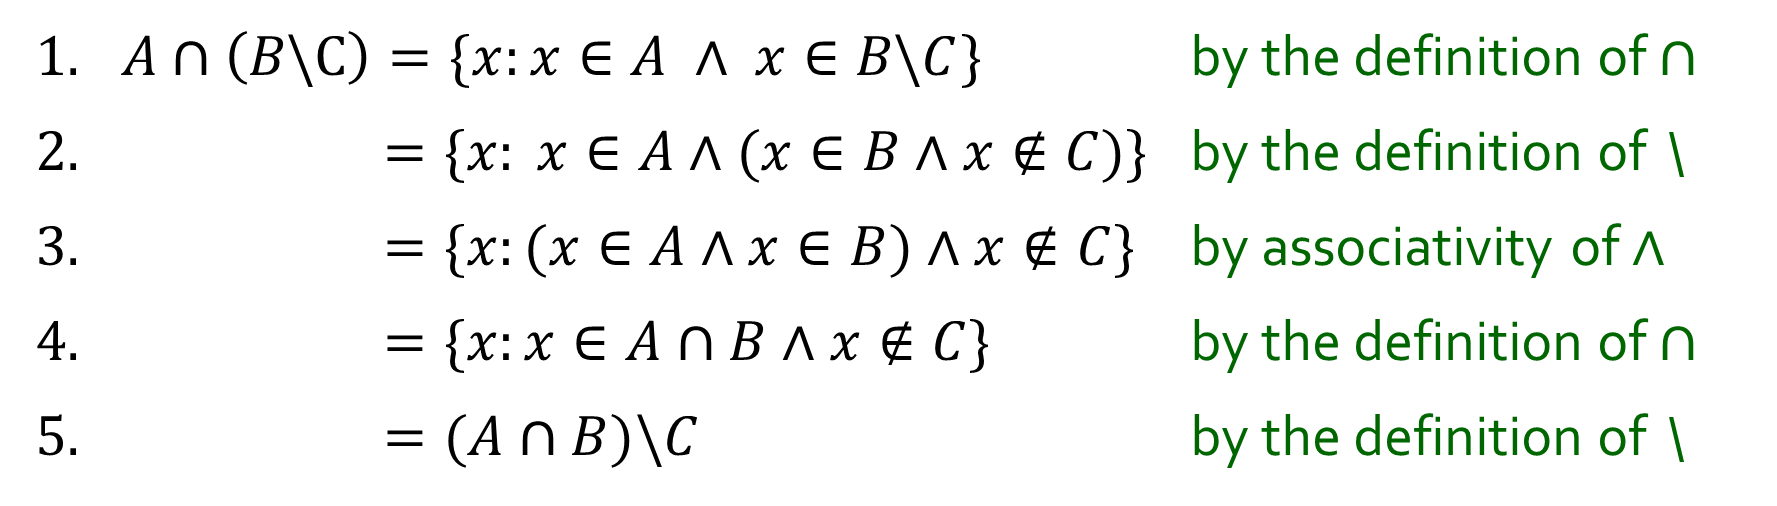 1. A ∩ (B\C) = {x: x ∈ A ∧ x ∈ B\C} by the definition of ∩
2. = {x: x ∈ A ∧ (x ∈ B ∧ x ∉ C)} by the definition of \
3. = {x: (x ∈ A ∧ x ∈ B) ∧ x ∉ C} by associativity of ∧
4. = {x: x ∈ A ∩ B ∧ x ∉ C} by the definition of ∩
5. = (A ∩ B)\C by the definition of \